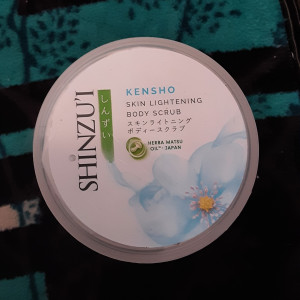 SHINZU'I
しんずい
KENSHO
SKIN LIGHTENING
BODY SCRUB
スキンライトニング
ボディースクラブ
HERBA MATSU
OIL - JAPAN